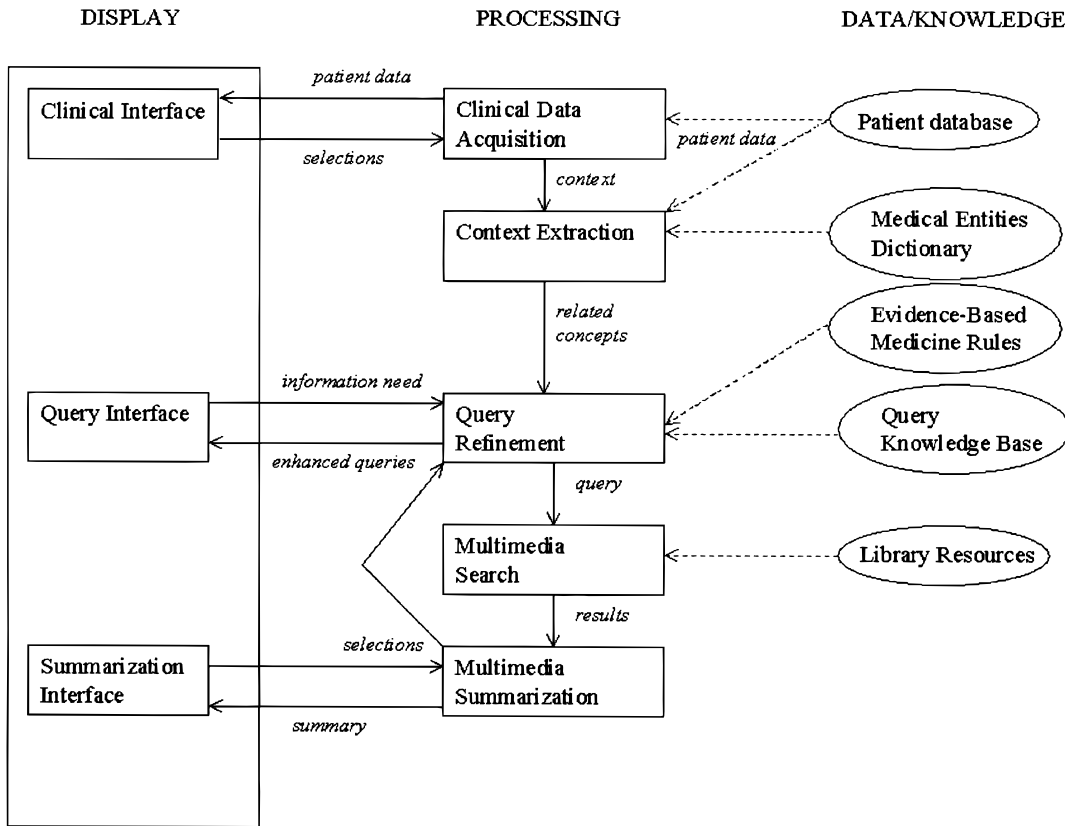 DISPLAY
PROCESSING
DATA/KNOWLEDGE
patient data
Clinical Interface
selections
Clinical Data
Acquisition
patient data
Patient database
context
Context Extraction
Medical Entities
Dictionary
related
concepts
Evidence-Based
Medicine Rules
information need
Query Interface
enhanced queries
Query
Refinement
Query
Knowledge Base
query
Multimedia
Search
Library Resources
results
selections
Summarization
Interface
summary
Multimedia
Summarization